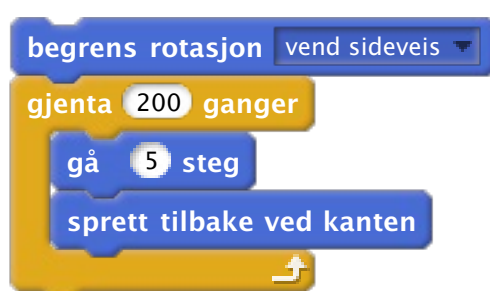 begrens rotasjon vend sideveis
gjenta 200 ganger
gå 5 steg
sprett tilbake ved kanten